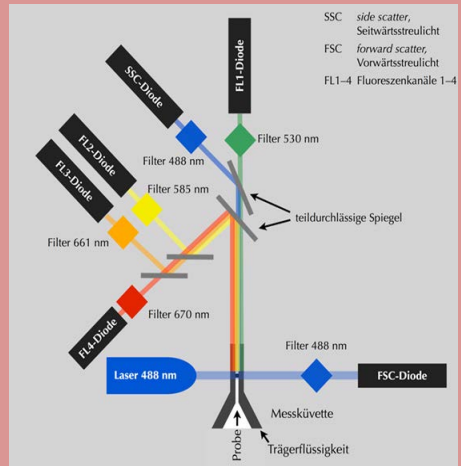 SSC side scatter,
Seitwärtsstreulicht
FSC forward scatter,
Vorwärtsstreulicht
FL1–4 Fluoreszenkanäle 1–4
SSC-Diode
FL1-Diode
Filter 530 nm
Filter 488 nm
FL2-Diode
FL3-Diode
Filter 585 nm
teildurchlässige Spiegel
Filter 661 nm
Filter 670 nm
FL4-Diode
Filter 488 nm
Laser 488 nm
FSC-Diode
Messküvette
Probe
Trägerflüssigkeit